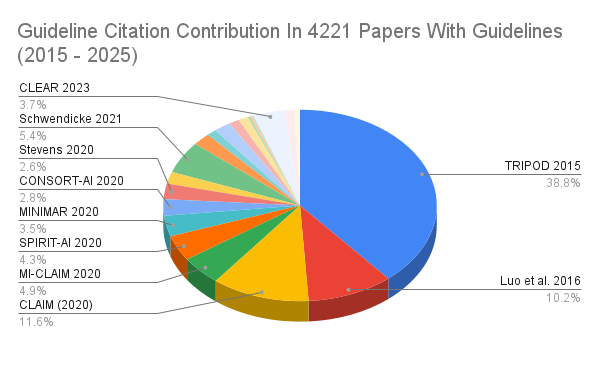 Guideline Citation Contribution In 4221 Papers With Guidelines
(2015 - 2025)
CLEAR 2023
3.7%
Schwendicke 2021
5.4%
Stevens 2020
2.6%
CONSORT-AI 2020
2.8%
MINIMAR 2020
3.5%
SPIRIT-AI 2020
4.3%
MI-CLAIM 2020
4.9%
CLAIM (2020)
11.6%
TRIPOD 2015
38.8%
Luo et al. 2016
10.2%